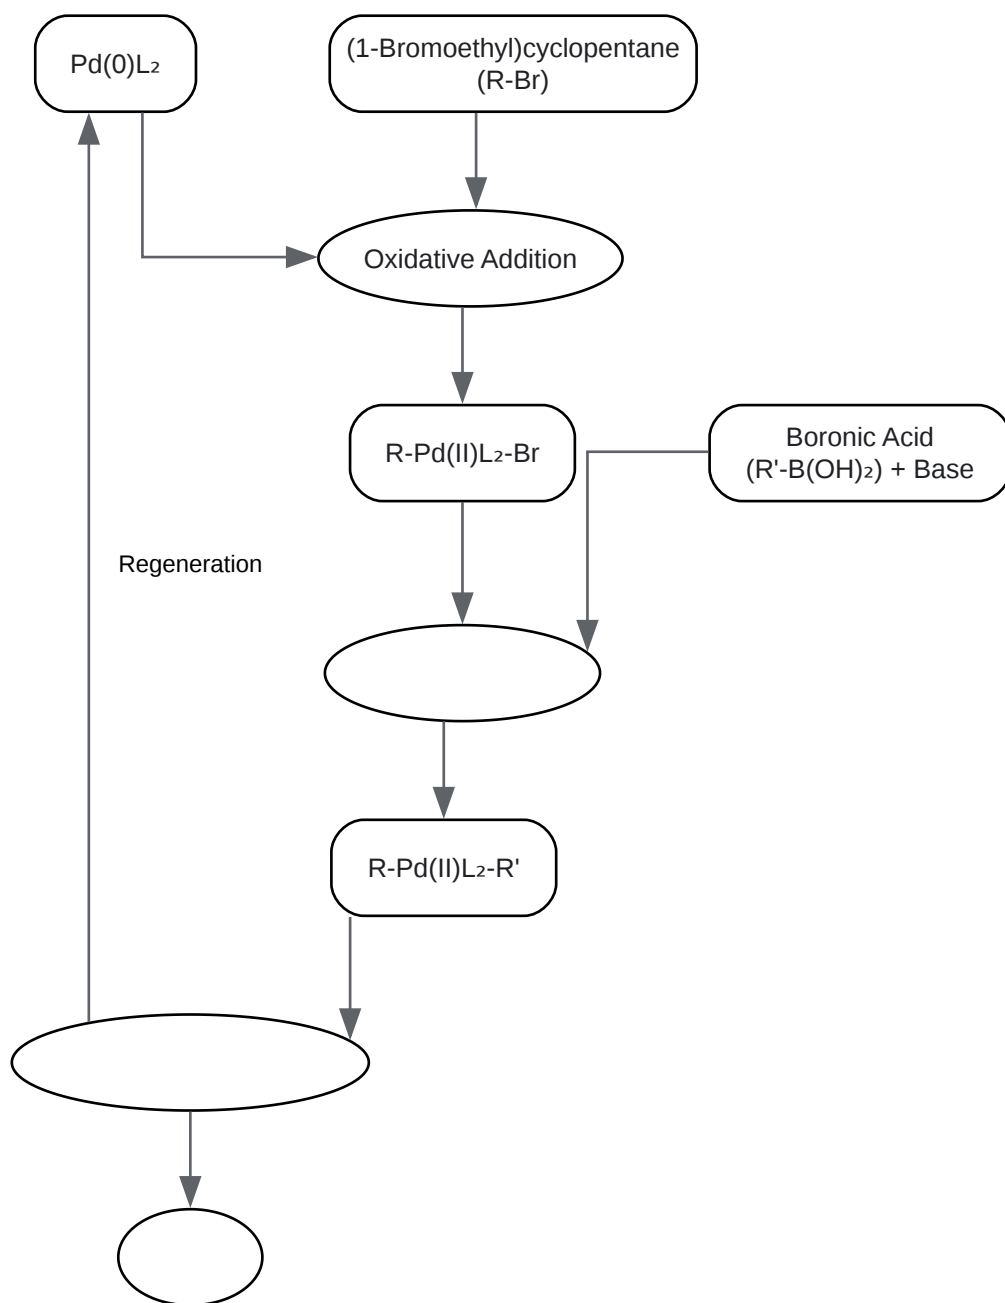 Pd(0)L₂
(1-Bromoethyl)cyclopentane
(R-Br)
Oxidative Addition
R-Pd(II)L₂-Br
Boronic Acid
(R'-B(OH)₂) + Base
Regeneration
R-Pd(II)L₂-R'